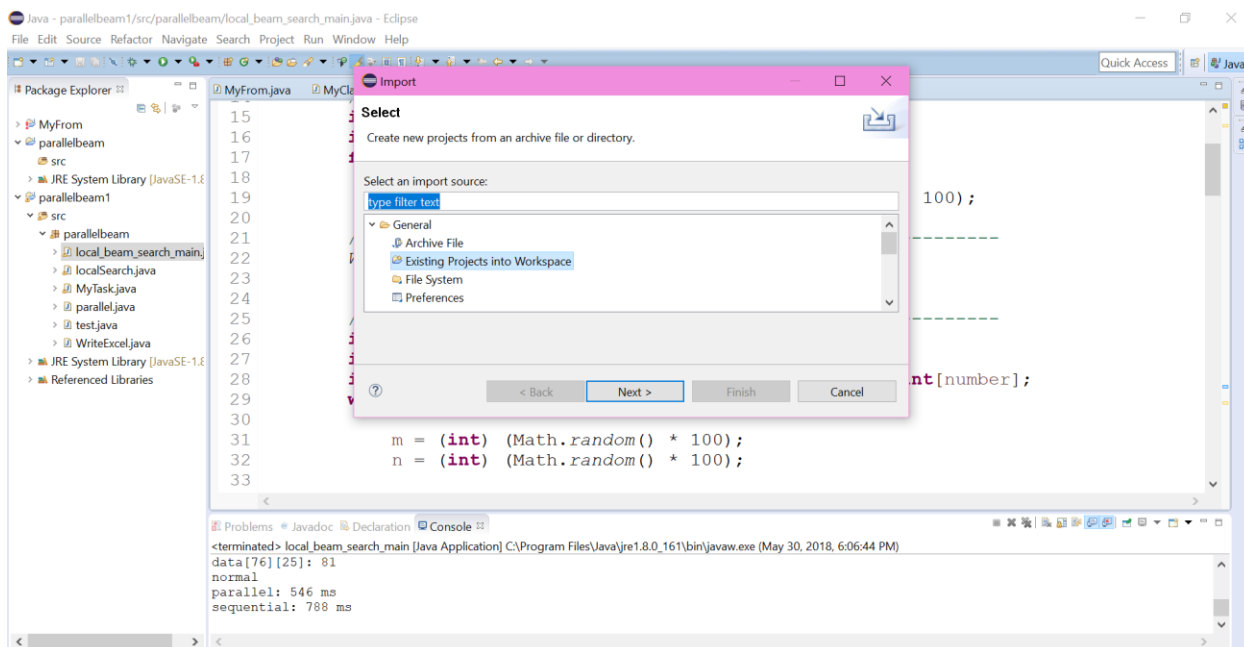 Java - parallelbeam1/src/parallelbeam/local_beam_search_main.java - Eclipse
File Edit Source Refactor Navigate Search Project Run Window Help
Quick Access
Java
Package Explorer
MyFrom
parallelbeam
src
JRE System Library [JavaSE-1.8
parallelbeam1
src
parallelbeam
local_beam_search_main.j
localSearch.java
MyTask.java
parallel.java
test.java
WriteExcel.java
JRE System Library [JavaSE-1.8
Referenced Libraries
MyFrom.java MyCla
15
16
17
18
19 100);
20
21 / -------
22
23
24
25 / -------
26
27
28 nt[number];
29
30
31 m = (int) (Math.random() * 100);
32 n = (int) (Math.random() * 100);
33
Import
Select
Create new projects from an archive file or directory.
Select an import source:
type filter text
General
Archive File
Existing Projects into Workspace
File System
Preferences
? < Back Next > Finish Cancel
Problems Javadoc Declaration Console
<terminated> local_beam_search_main [Java Application] C:\Program Files\Java\jre1.8.0_161\bin\javaw.exe (May 30, 2018, 6:06:44 PM)
data[76][25]: 81
normal
parallel: 546 ms
sequential: 788 ms